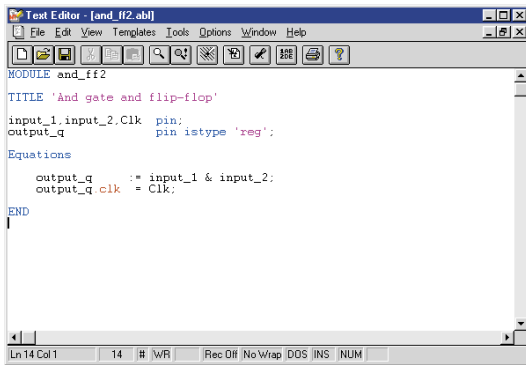 Text Editor - [and_ff2.abl]
File Edit View Templates Tools Options Window Help
MODULE and_ff2
TITLE 'And gate and flip-flop'
input_1,input_2,Clk pin;
output_q pin istype 'reg';
Equations
output_q := input_1 & input_2;
output_q.clk = Clk;
END
Ln 14 Col 1 14 # WR Rec Off No Wrap DOS INS NUM